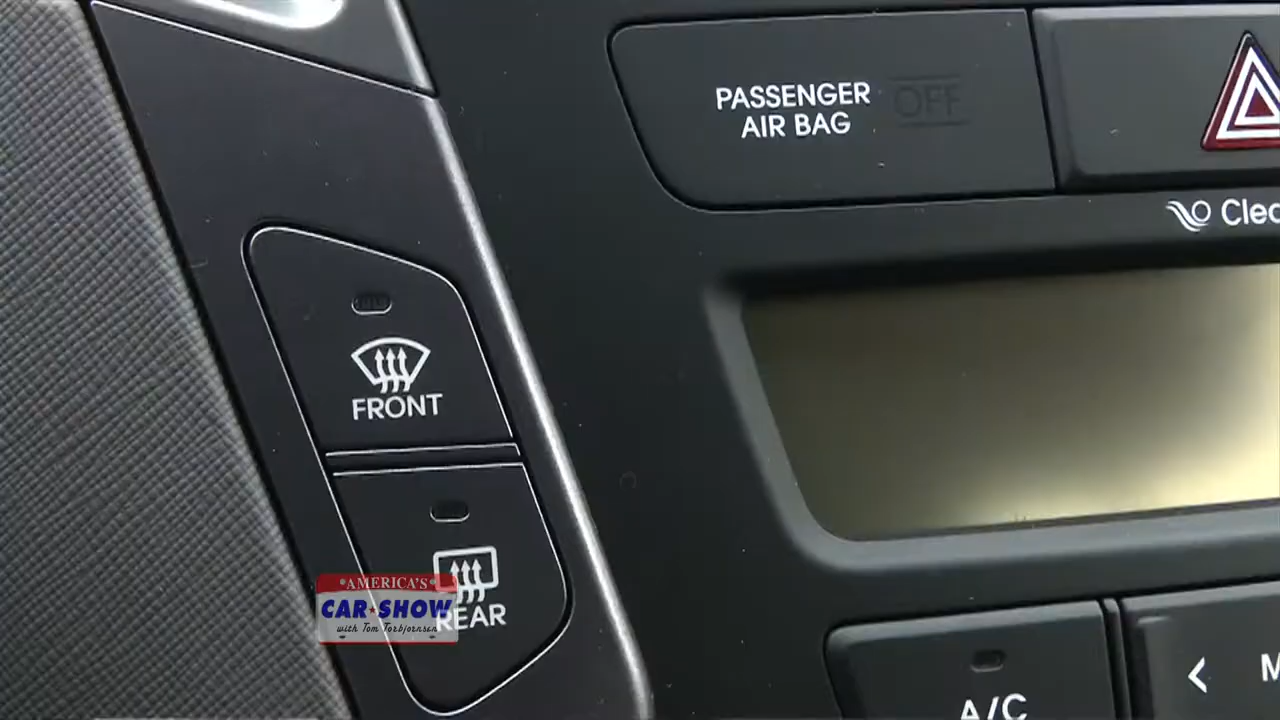 PASSENGER OFF
AIR BAG
Clea
FRONT
REAR
AMERICA'S
CAR SHOW
with Tom Torbjornsen
A/C
< M